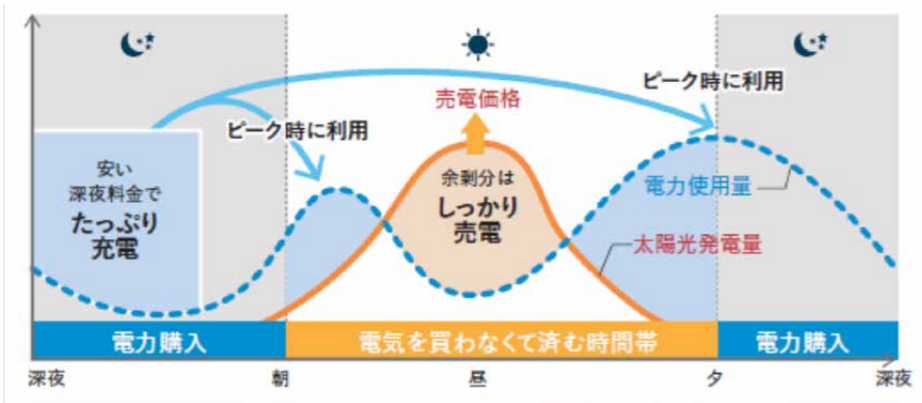 売電価格
ピーク時に利用
ピーク時に利用
安い
深夜料金で
たっぷり
充電
余剰分は
しっかり
売電
電力使用量
太陽光発電量
電力購入
電気を買わなくて済む時間帯
電力購入
深夜
朝
昼
夕
深夜